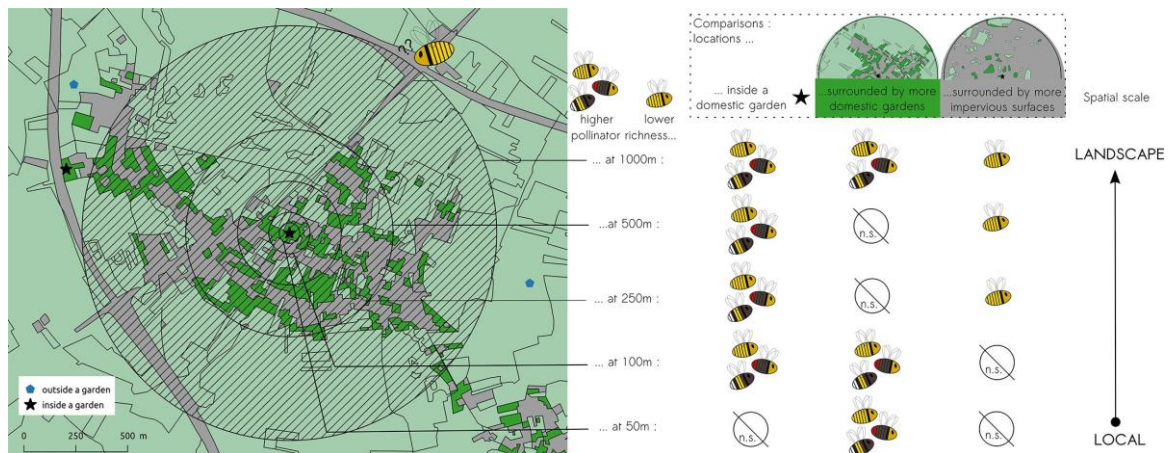 Comparisons :
locations ...
... inside a
domestic garden
...surrounded by more
domestic gardens
...surrounded by more
impervious surfaces
Spatial scale
higher
lower
pollinator richness...
... at 1000m :
LANDSCAPE
...at 500m :
n.s.
... at 250m :
n.s.
... at 100m :
n.s.
... at 50m :
n.s.
n.s.
LOCAL
outside a garden
inside a garden
0 250 500 m